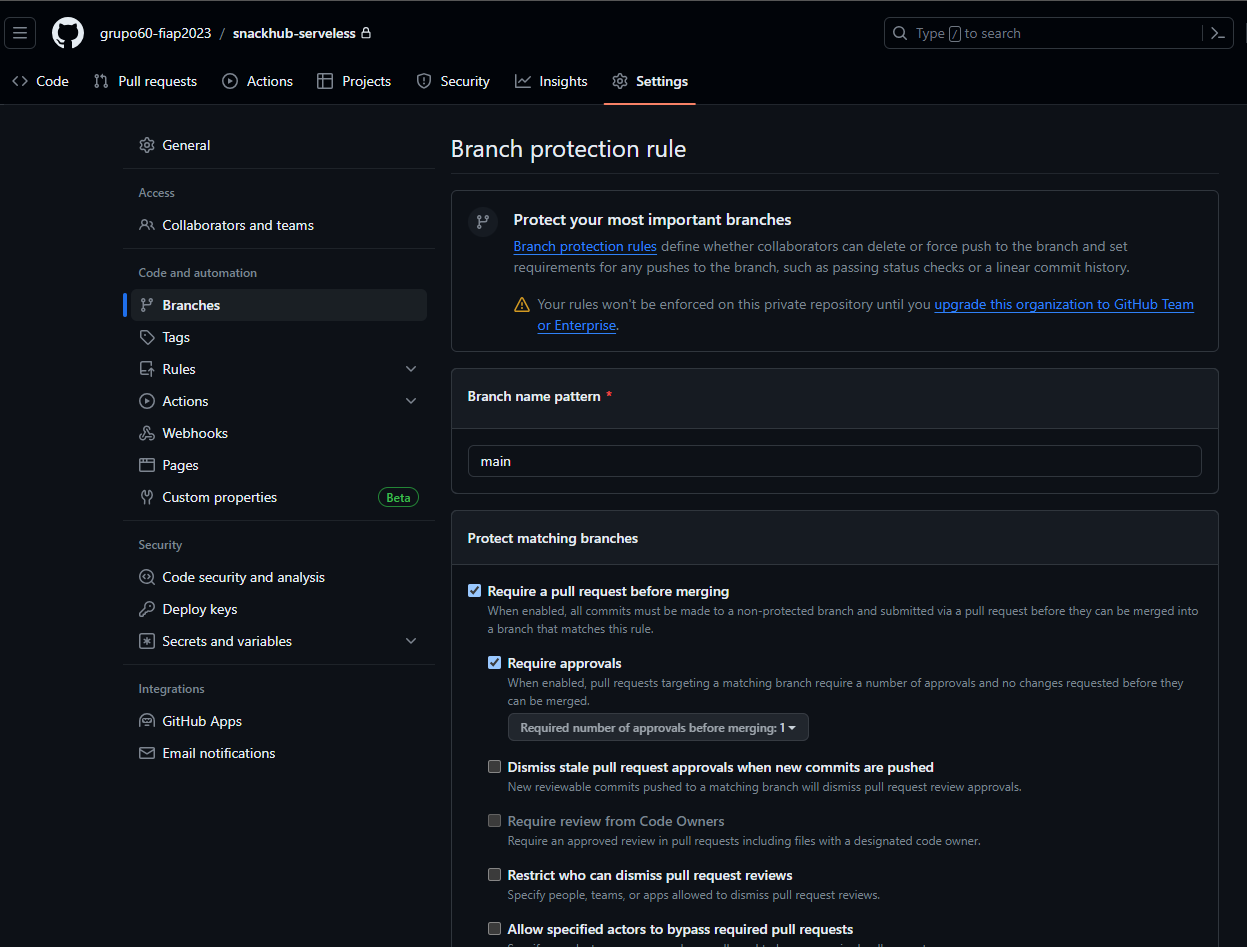 grupo60-fiap2023 / snackhub-serveless
Type / to search
Code
Pull requests
Actions
Projects
Security
Insights
Settings
General
Access
Collaborators and teams
Code and automation
Branches
Tags
Rules
Actions
Webhooks
Pages
Custom properties
Beta
Security
Code security and analysis
Deploy keys
Secrets and variables
Integrations
GitHub Apps
Email notifications
Branch protection rule
Protect your most important branches
Branch protection rules define whether collaborators can delete or force push to the branch and set
requirements for any pushes to the branch, such as passing status checks or a linear commit history.
Your rules won't be enforced on this private repository until you upgrade this organization to GitHub Team
or Enterprise.
Branch name pattern *
main
Protect matching branches
Require a pull request before merging
When enabled, all commits must be made to a non-protected branch and submitted via a pull request before they can be merged into
a branch that matches this rule.
Require approvals
When enabled, pull requests targeting a matching branch require a number of approvals and no changes requested before they
can be merged.
Required number of approvals before merging: 1
Dismiss stale pull request approvals when new commits are pushed
New reviewable commits pushed to a matching branch will dismiss pull request review approvals.
Require review from Code Owners
Require an approved review in pull requests including files with a designated code owner.
Restrict who can dismiss pull request reviews
Specify people, teams, or apps allowed to dismiss pull request reviews.
Allow specified actors to bypass required pull requests